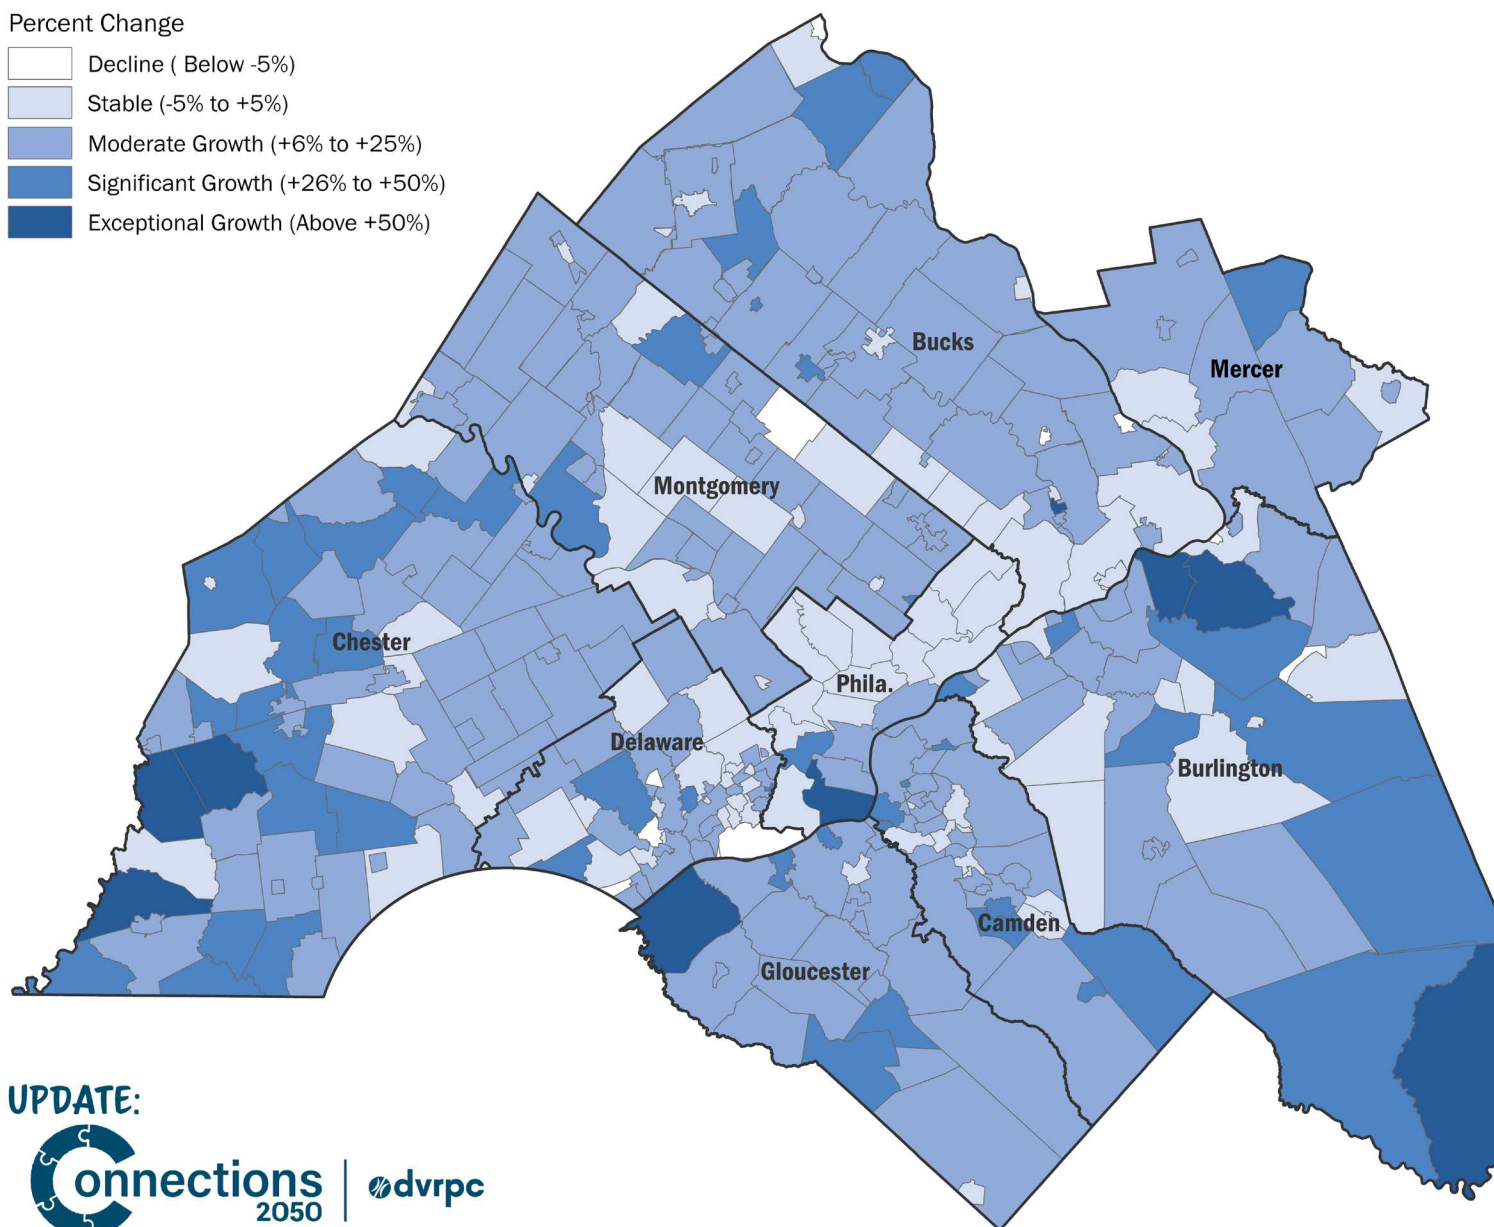 Percent Change
Decline ( Below -5%)
Stable (-5% to +5%)
Moderate Growth (+6% to +25%)
Significant Growth (+26% to +50%)
Exceptional Growth (Above +50%)
Bucks
Mercer
Montgomery
Chester
Phila.
Delaware
Burlington
Camden
Gloucester
UPDATE:
Connections
2050
dvrpc